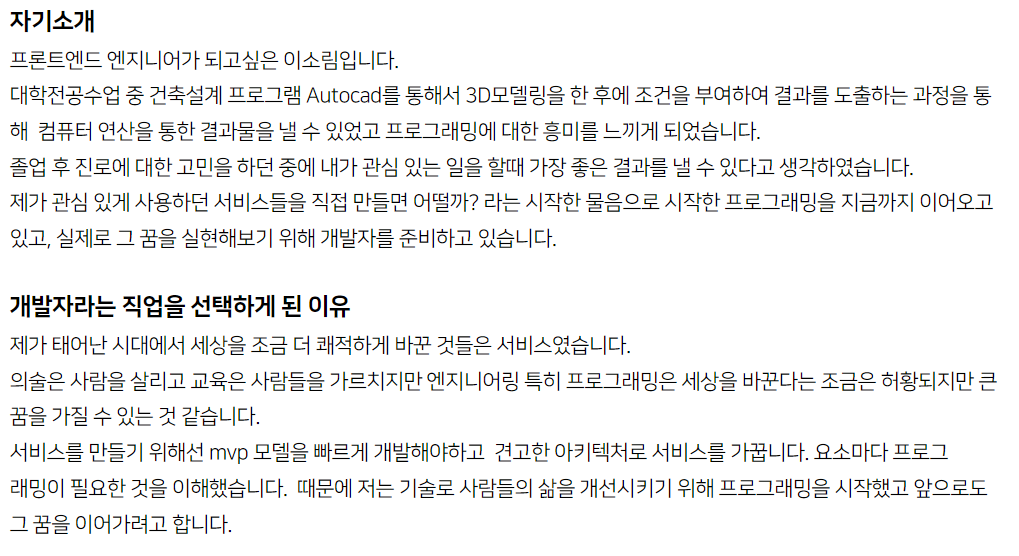 자기소개
프론트엔드 엔지니어가 되고싶은 이소림입니다.
대학전공수업 중 건축설계 프로그램 Autocad를 통해서 3D모델링을 한 후에 조건을 부여하여 결과를 도출하는 과정을 통
해  컴퓨터 연산을 통한 결과물을 낼 수 있었고 프로그래밍에 대한 흥미를 느끼게 되었습니다.
졸업 후 진로에 대한 고민을 하던 중에 내가 관심 있는 일을 할때 가장 좋은 결과를 낼 수 있다고 생각하였습니다.
제가 관심 있게 사용하던 서비스들을 직접 만들면 어떨까? 라는 시작한 물음으로 시작한 프로그래밍을 지금까지 이어오고
있고, 실제로 그 꿈을 실현해보기 위해 개발자를 준비하고 있습니다.
개발자라는 직업을 선택하게 된 이유
제가 태어난 시대에서 세상을 조금 더 쾌적하게 바꾼 것들은 서비스였습니다.
의술은 사람을 살리고 교육은 사람들을 가르치지만 엔지니어링 특히 프로그래밍은 세상을 바꾼다는 조금은 허황되지만 큰
꿈을 가질 수 있는 것 같습니다.
서비스를 만들기 위해선 mvp 모델을 빠르게 개발해야하고  견고한 아키텍처로 서비스를 가꿉니다. 요소마다 프로그
래밍이 필요한 것을 이해했습니다.  때문에 저는 기술로 사람들의 삶을 개선시키기 위해 프로그래밍을 시작했고 앞으로도
그 꿈을 이어가려고 합니다.